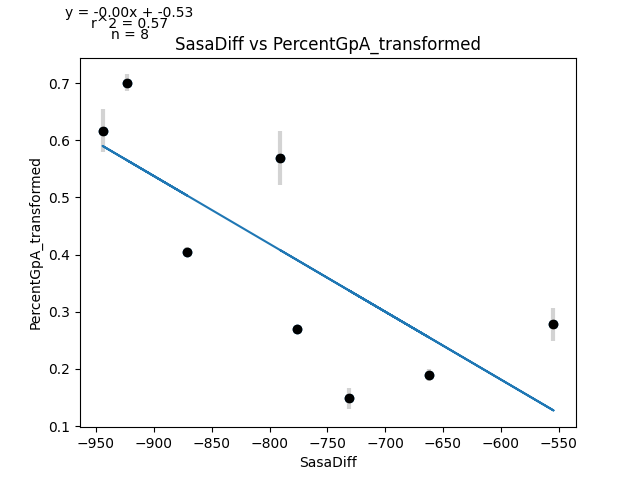 y = -0.00x + -0.53
r^2 = 0.57
n = 8
SasaDiff vs PercentGpA_transformed
0.7
0.6
0.5
0.4
0.3
0.2
0.1
PercentGpA_transformed
−950 −900 −850 −800 −750 −700 −650 −600 −550
SasaDiff